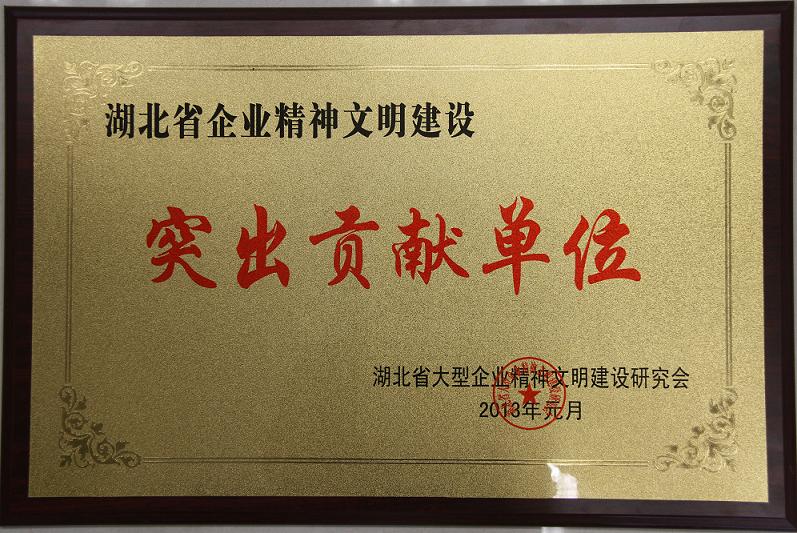 湖北省企业精神文明建设
突出贡献单位
湖北省大型企业精神文明建设研究会
2013年元月